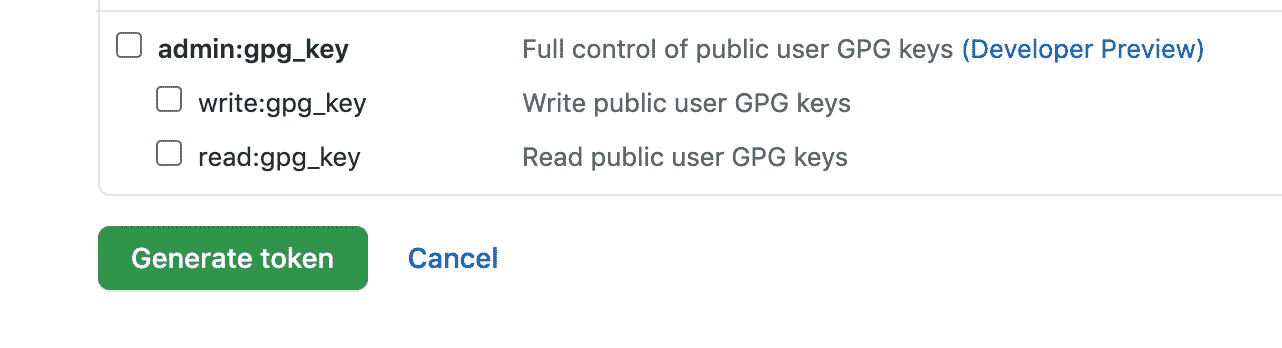 admin:gpg_key Full control of public user GPG keys (Developer Preview)
write:gpg_key Write public user GPG keys
read:gpg_key Read public user GPG keys
Generate token Cancel